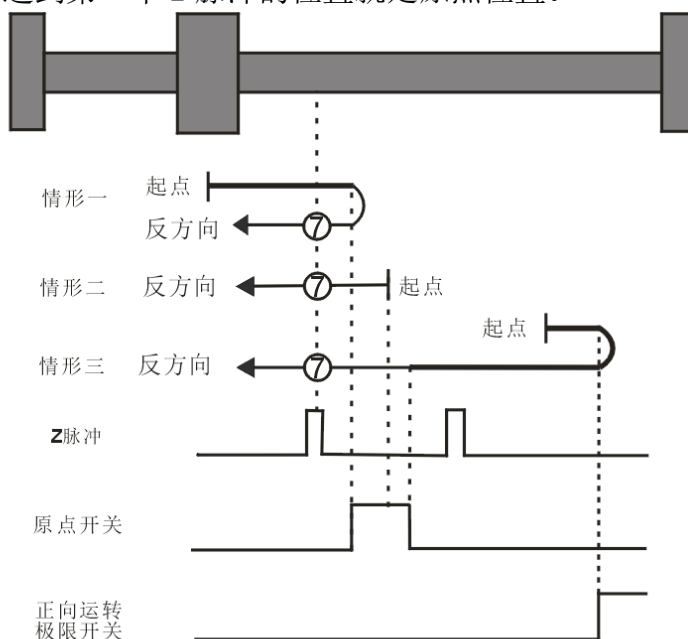 情形一 起点
反方向 7
情形二 反方向 7 起点
起点
情形三 反方向 7
Z脉冲
原点开关
正向运转
极限开关